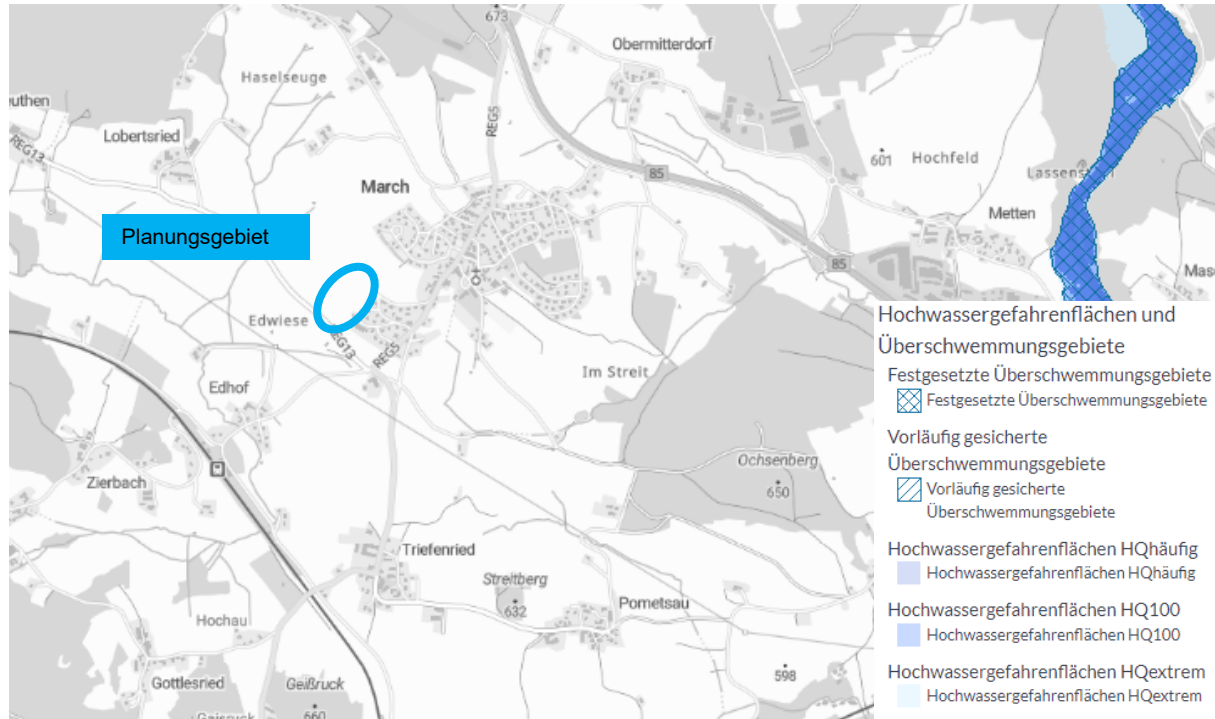 673
Obermitterdorf
Haselseuge
uthen
REG5
Lobertsried
REG13
601
Hochfeld
85
Lassens
March
Metten
Planungsgebiet
85
Mas
Edwiese
REG13
REG5
Im Streit
Edhof
Ochsenberg
650
Zierbach
Triefenried
Streitberg
632
Pometsau
Hochau
598
Gottlesried
Geißruck
660
Gaisruck
Hochwassergefahrenflächen und
Überschwemmungsgebiete
Festgesetzte Überschwemmungsgebiete
Festgesetzte Überschwemmungsgebiete
Vorläufig gesicherte
Überschwemmungsgebiete
Vorläufig gesicherte
Überschwemmungsgebiete
Hochwassergefahrenflächen HQhäufig
Hochwassergefahrenflächen HQhäufig
Hochwassergefahrenflächen HQ100
Hochwassergefahrenflächen HQ100
Hochwassergefahrenflächen HQextrem
Hochwassergefahrenflächen HQextrem